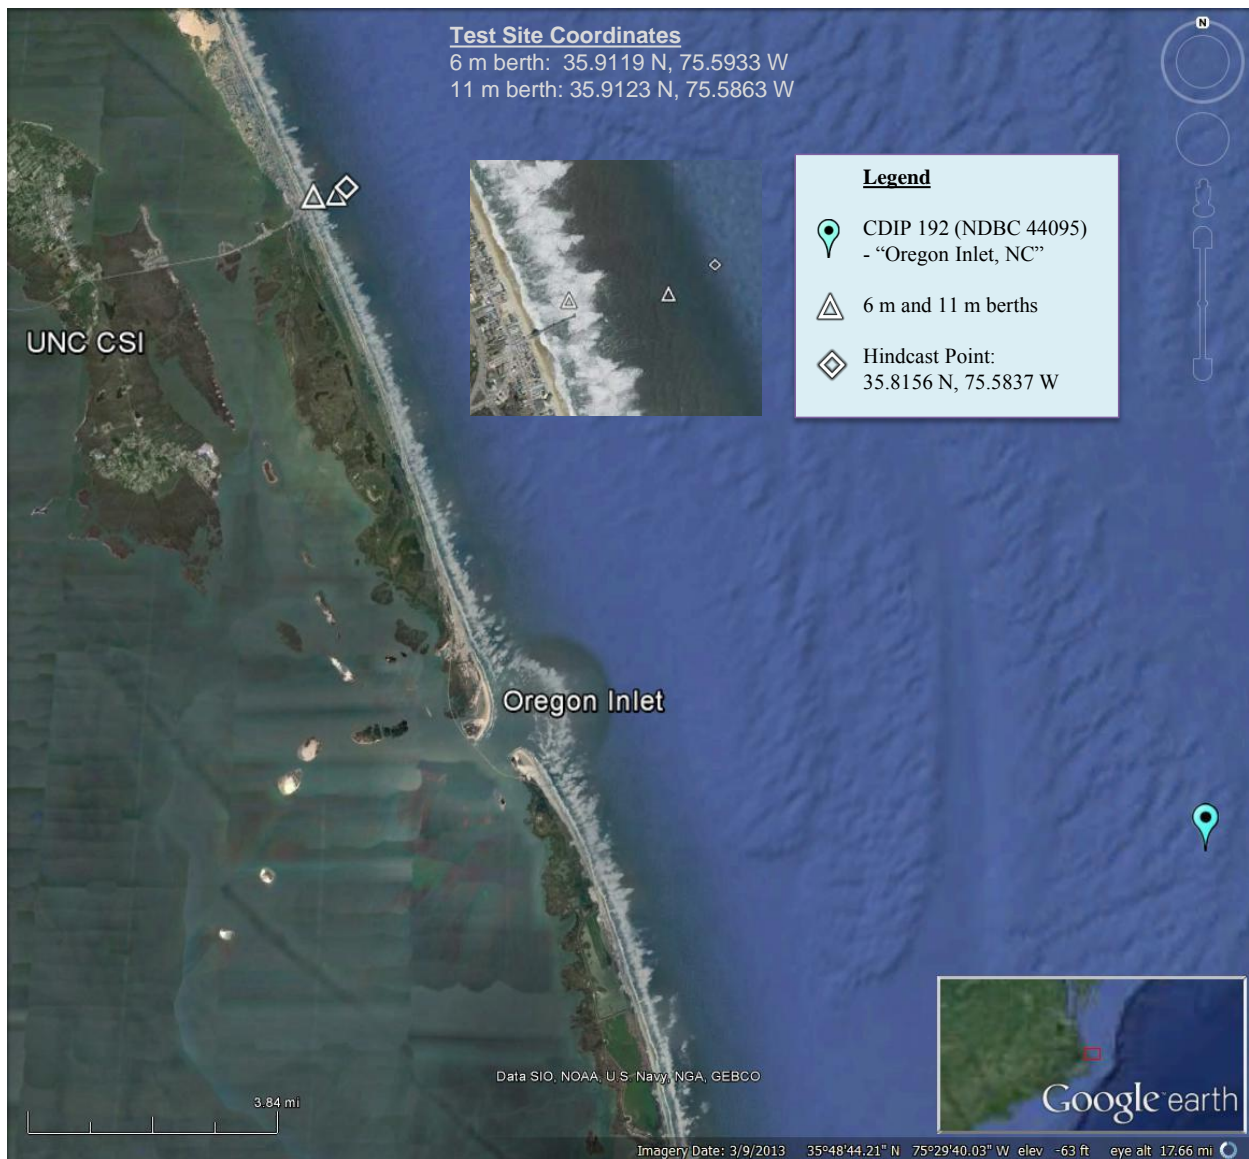 Test Site Coordinates
6 m berth: 35.9119 N, 75.5933 W
11 m berth: 35.9123 N, 75.5863 W
N
Legend
CDIP 192 (NDBC 44095)
- “Oregon Inlet, NC”
6 m and 11 m berths
Hindcast Point:
35.8156 N, 75.5837 W
UNC CSI
Oregon Inlet
Data SIO, NOAA, U.S. Navy, NGA, GEBCO
3.84 mi
Google earth
Imagery Date: 3/9/2013 35°48'44.21" N 75°29'40.03" W elev -63 ft eye alt 17.66 mi